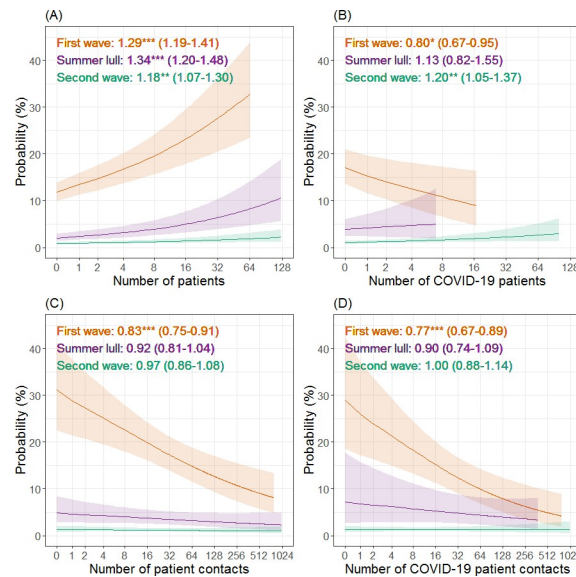 (A)
First wave: 1.29*** (1.19-1.41)
Summer lull: 1.34*** (1.20-1.48)
Second wave: 1.18** (1.07-1.30)
Probability (%)
40
30
20
10
0
0 1 2 4 8 16 32 64 128
Number of patients
(B)
First wave: 0.80* (0.67-0.95)
Summer lull: 1.13 (0.82-1.55)
Second wave: 1.20** (1.05-1.37)
Probability (%)
40
30
20
10
0
0 1 2 4 8 16 32 64 128
Number of COVID-19 patients
(C)
First wave: 0.83*** (0.75-0.91)
Summer lull: 0.92 (0.81-1.04)
Second wave: 0.97 (0.86-1.08)
Probability (%)
40
30
20
10
0
0 1 2 4 8 16 32 64 128 256 512 1024
Number of patient contacts
(D)
First wave: 0.77*** (0.67-0.89)
Summer lull: 0.90 (0.74-1.09)
Second wave: 1.00 (0.88-1.14)
Probability (%)
40
30
20
10
0
0 1 2 4 8 16 32 64 128 256 512 1024
Number of COVID-19 patient contacts